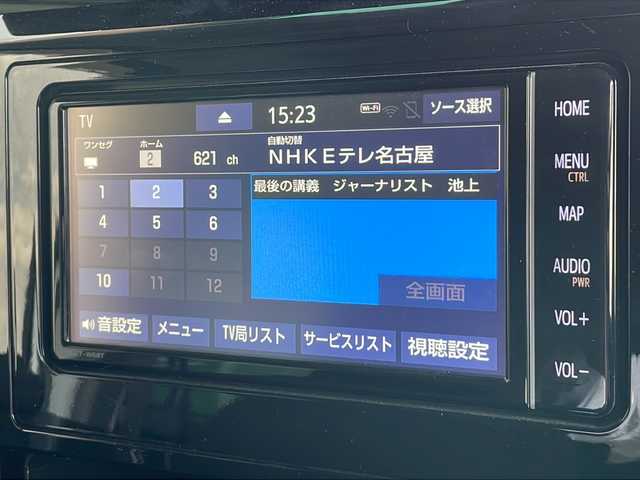 TV
15:23
Wi-Fi
ソース選択
HOME
ワンセグ
ホーム
2
621 ch
自動切替
NHKEテレ名古屋
最後の講義 ジャーナリスト 池上
1 2 3
4 5 6
7 8 9
10 11 12
全画面
音設定
メニュー
TV局リスト
サービスリスト
視聴設定
MENU
CTRL
MAP
AUDIO
PWR
VOL+
VOL-